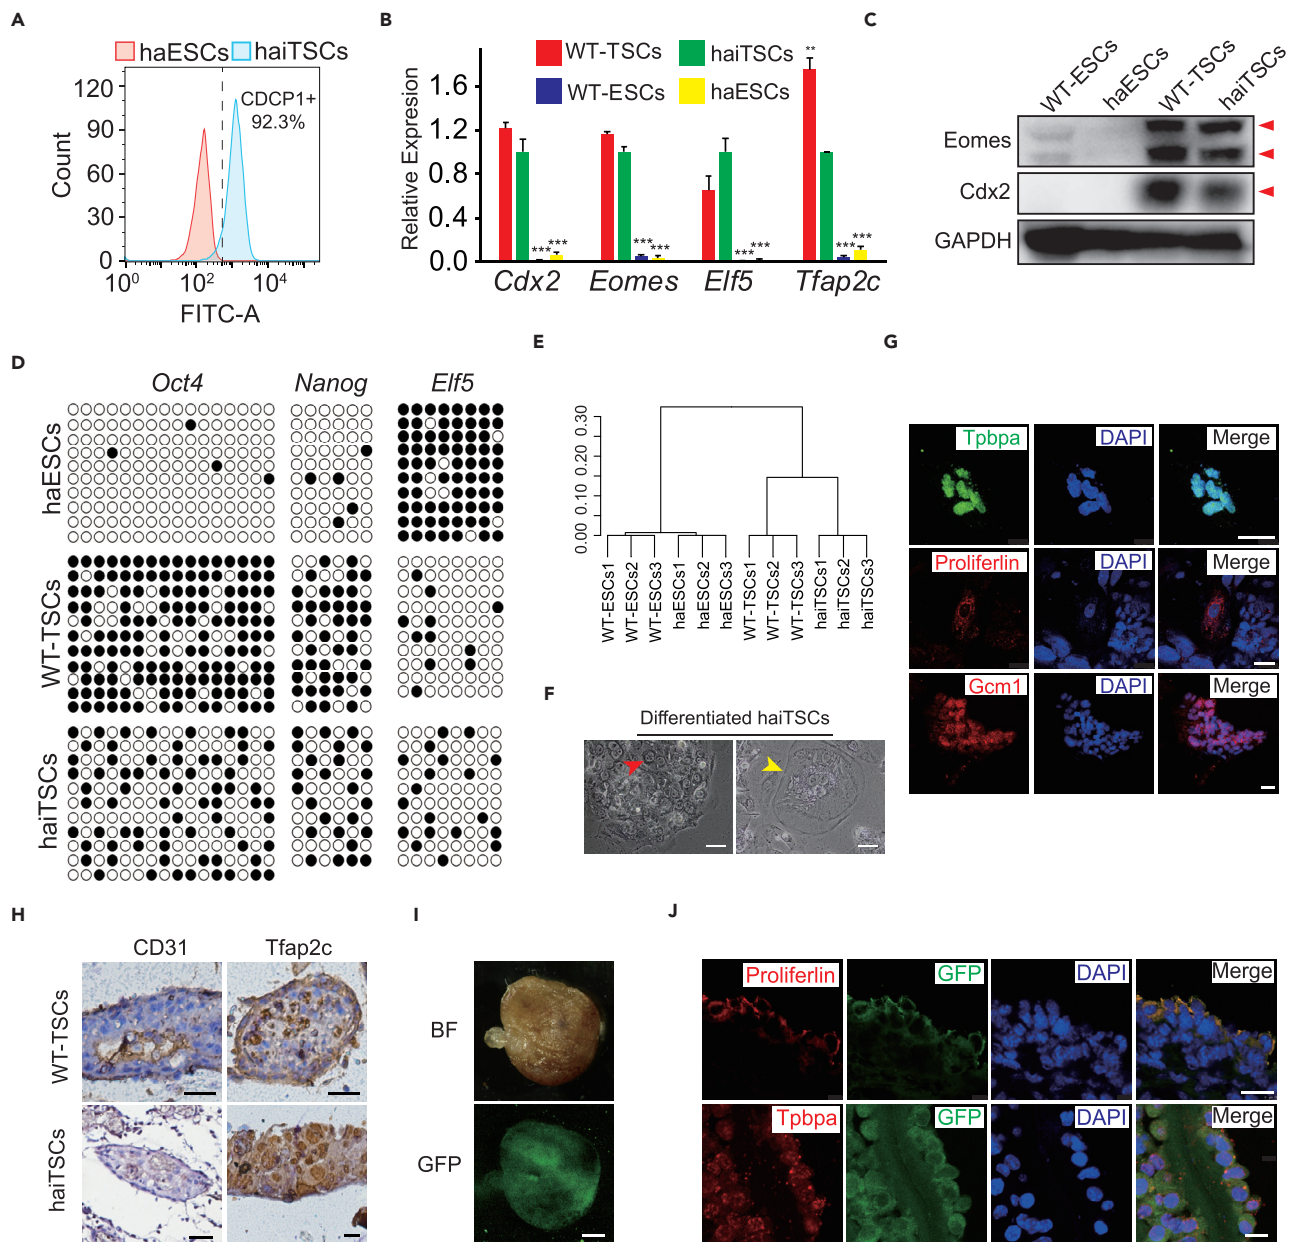 A
haESCs haiTSCs
CDCP1+
92.3%
Count
120
90
60
30
0
10⁰ 10² 10⁴
FITC-A
B
WT-TSCs haiTSCs
WT-ESCs haESCs
Relative Expression
1.6
1.2
0.8
0.4
0.0
**
*** *** *** *** *** *** *** ***
Cdx2 Eomes Elf5 Tfap2c
C
WT-ESCs haESCs WT-TSCs haiTSCs
Eomes
Cdx2
GAPDH
D
Oct4 Nanog Elf5
haESCs
WT-TSCs
haiTSCs
E
0.30
0.20
0.10
0.00
WT-ESCs1 WT-ESCs2 WT-ESCs3 haESCs1 haESCs2 haESCs3 WT-TSCs1 WT-TSCs2 WT-TSCs3 haiTSCs1 haiTSCs2 haiTSCs3
F
Differentiated haiTSCs
G
Tpbpa DAPI Merge
Proliferlin DAPI Merge
Gcm1 DAPI Merge
H
CD31 Tfap2c
WT-TSCs
haiTSCs
I
BF
GFP
J
Proliferlin GFP DAPI Merge
Tpbpa GFP DAPI Merge